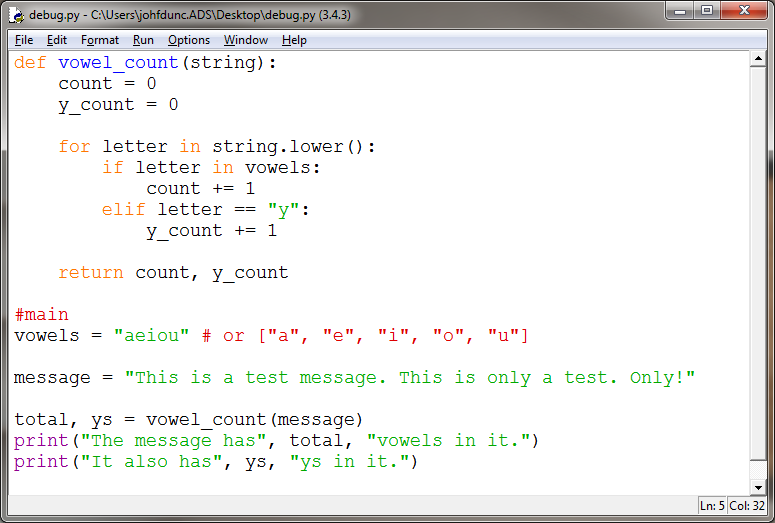 debug.py - C:\Users\johfdunc.ADS\Desktop\debug.py (3.4.3)
File Edit Format Run Options Window Help
def vowel_count(string):
    count = 0
    y_count = 0

    for letter in string.lower():
        if letter in vowels:
            count += 1
        elif letter == "y":
            y_count += 1

    return count, y_count

#main
vowels = "aeiou" # or ["a", "e", "i", "o", "u"]

message = "This is a test message. This is only a test. Only!"

total, ys = vowel_count(message)
print("The message has", total, "vowels in it.")
print("It also has", ys, "ys in it.")
Ln: 5 Col: 32